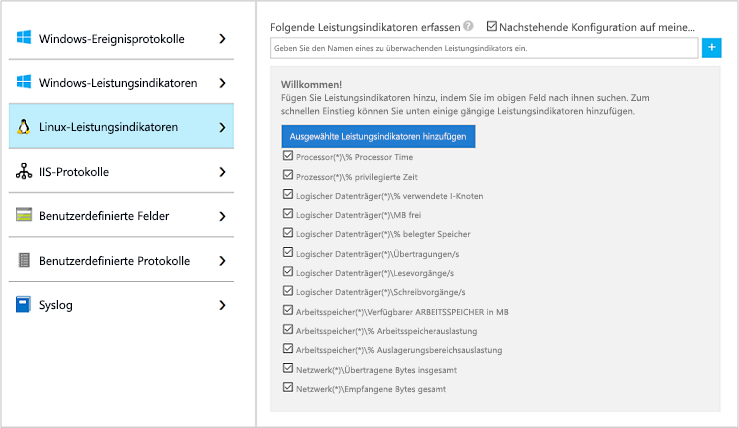 Windows-Ereignisprotokolle
Windows-Leistungsindikatoren
Linux-Leistungsindikatoren
IIS-Protokolle
Benutzerdefinierte Felder
Benutzerdefinierte Protokolle
Syslog
Folgende Leistungsindikatoren erfassen ? Nachstehende Konfiguration auf meine...
Geben Sie den Namen eines zu überwachenden Leistungsindikators ein. +
Willkommen!
Fügen Sie Leistungsindikatoren hinzu, indem Sie im obigen Feld nach ihnen suchen. Zum
schnellen Einstieg können Sie unten einige gängige Leistungsindikatoren hinzufügen.
Ausgewählte Leistungsindikatoren hinzufügen
Processor(*)\% Processor Time
Prozessor(*)\% privilegierte Zeit
Logischer Datenträger(*)\% verwendete I-Knoten
Logischer Datenträger(*)\MB frei
Logischer Datenträger(*)\% belegter Speicher
Logischer Datenträger(*)\Übertragungen/s
Logischer Datenträger(*)\Lesevorgänge/s
Logischer Datenträger(*)\Schreibvorgänge/s
Arbeitsspeicher(*)\Verfügbarer ARBEITSSPEICHER in MB
Arbeitsspeicher(*)\% Arbeitsspeicherauslastung
Arbeitsspeicher(*)\% Auslagerungsbereichsauslastung
Netzwerk(*)\Übertragene Bytes insgesamt
Netzwerk(*)\Empfangene Bytes gesamt